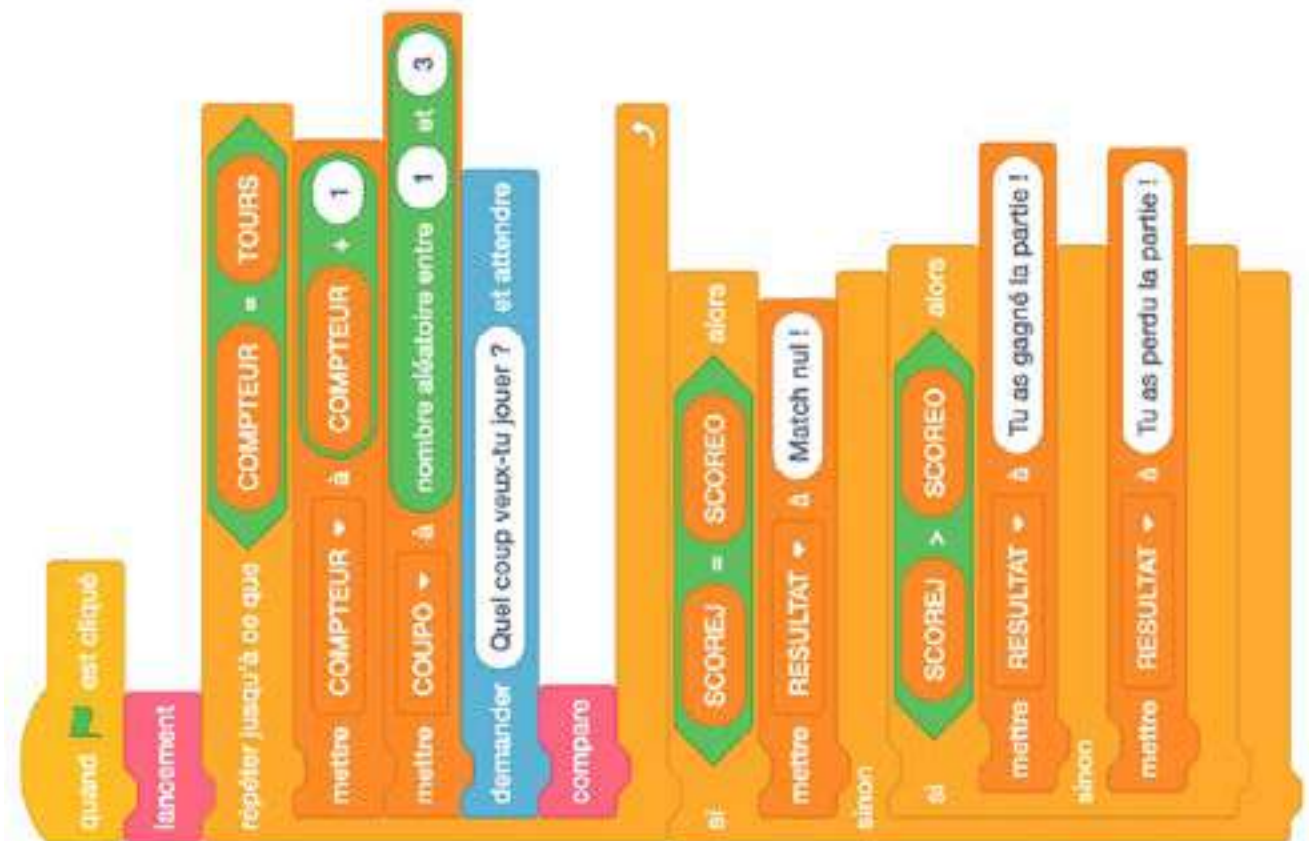 quand est cliqué
lancement
répéter jusqu'à ce que COMPTEUR = TOURS
mettre COMPTEUR à COMPTEUR + 1
mettre COUPO à nombre aléatoire entre 1 et 3
demander Quel coup veux-tu jouer ? et attendre
compare
si SCOREJ = SCOREO alors
mettre RESULTAT à Match nul !
sinon
si SCOREJ > SCOREO alors
mettre RESULTAT à Tu as gagné la partie !
sinon
mettre RESULTAT à Tu as perdu la partie !